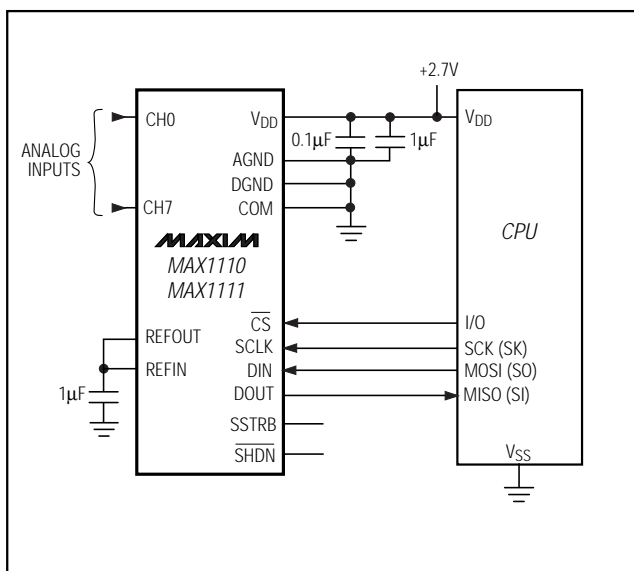 +2.7V
CH0
VDD
VDD
0.1μF
1μF
ANALOG
INPUTS
AGND
DGND
CH7
COM
MAXIM
MAX1110
MAX1111
CPU
CS
I/O
REFOUT
SCLK
SCK (SK)
REFIN
DIN
MOSI (SO)
1μF
DOUT
MISO (SI)
SSTRB
SHDN
VSS